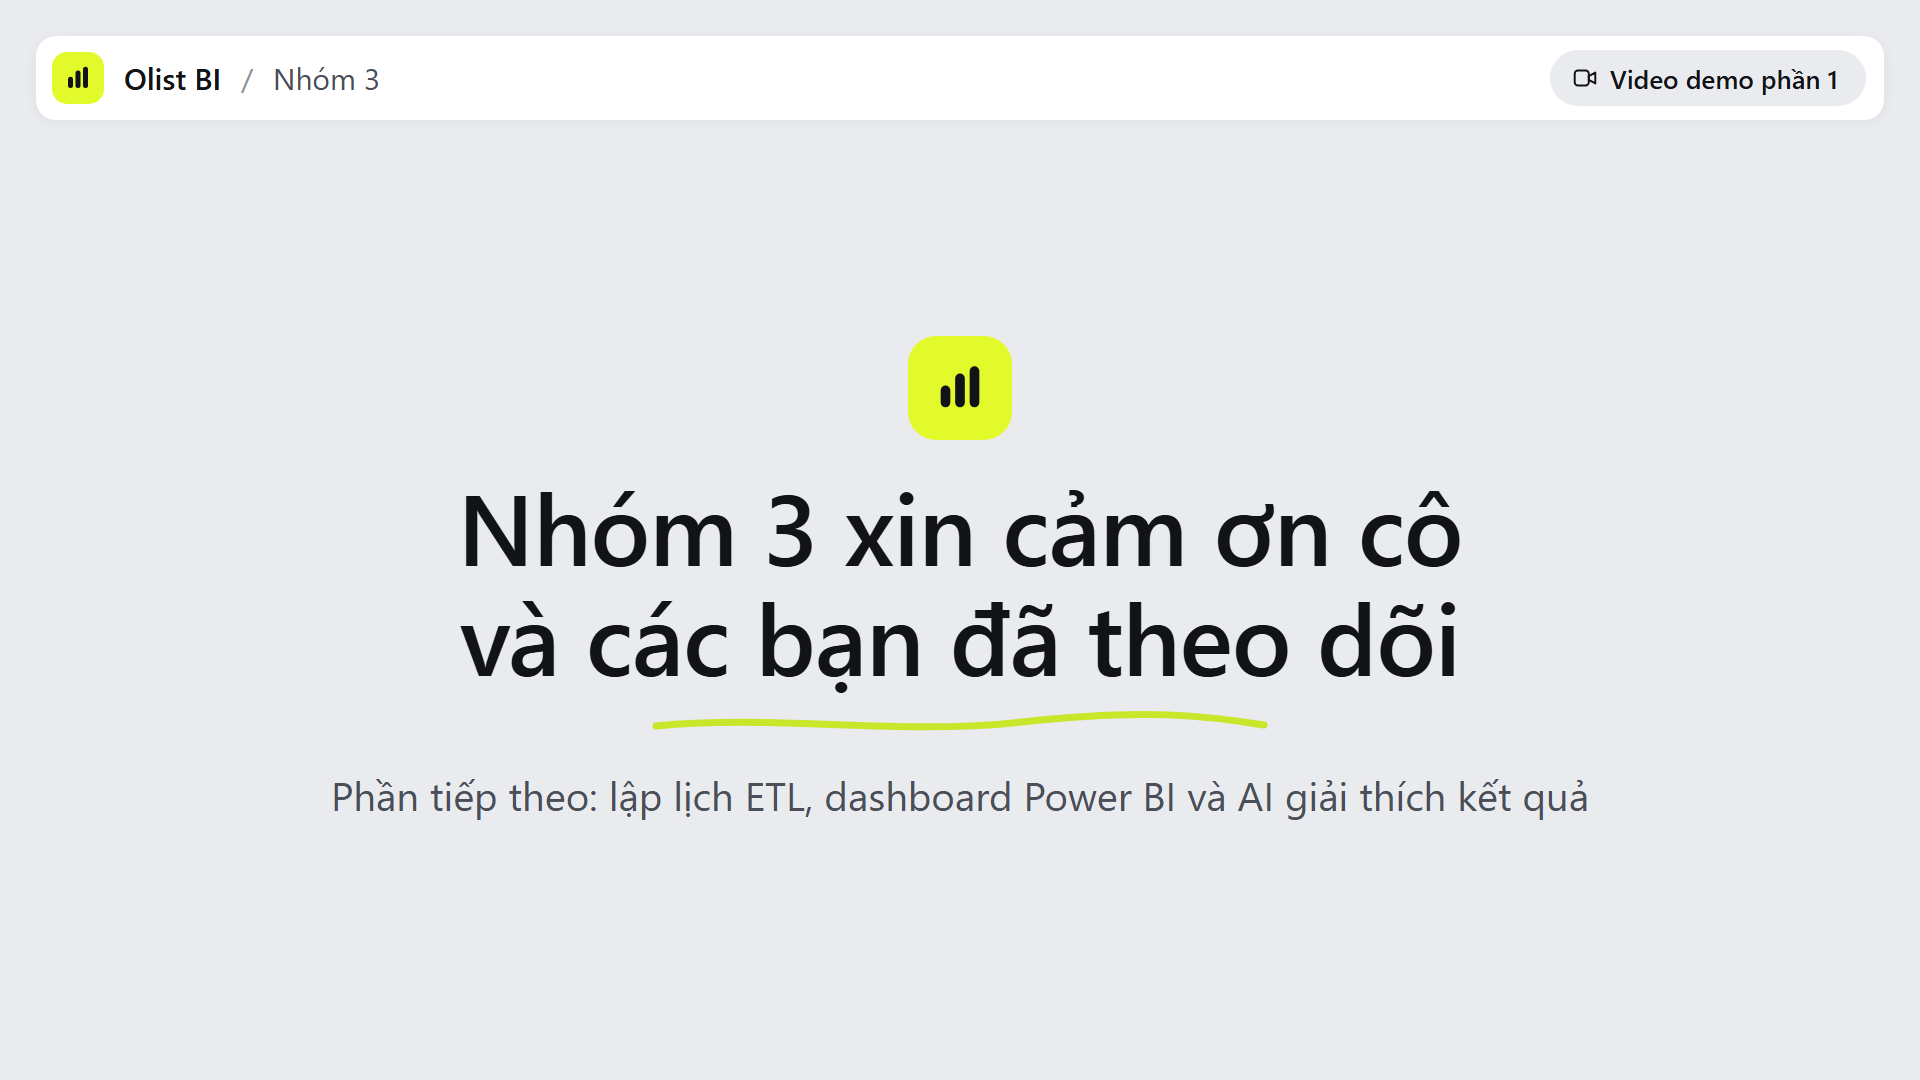 Olist BI / Nhóm 3
Video demo phần 1
Nhóm 3 xin cảm ơn cô
và các bạn đã theo dõi
Phần tiếp theo: lập lịch ETL, dashboard Power BI và AI giải thích kết quả